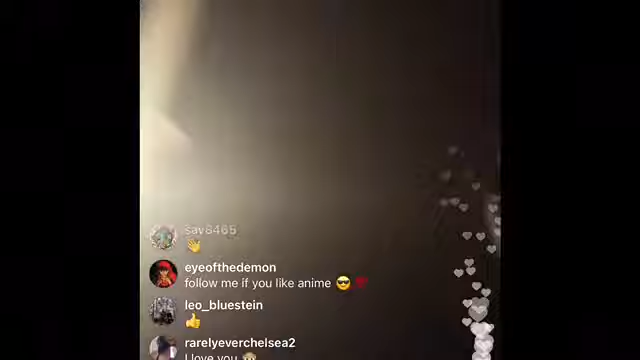 sav8465
👏
eyeofthedemon
follow me if you like anime 😎💯
leo_bluestein
👍
rarelyeverchelsea2
I love you 🙊